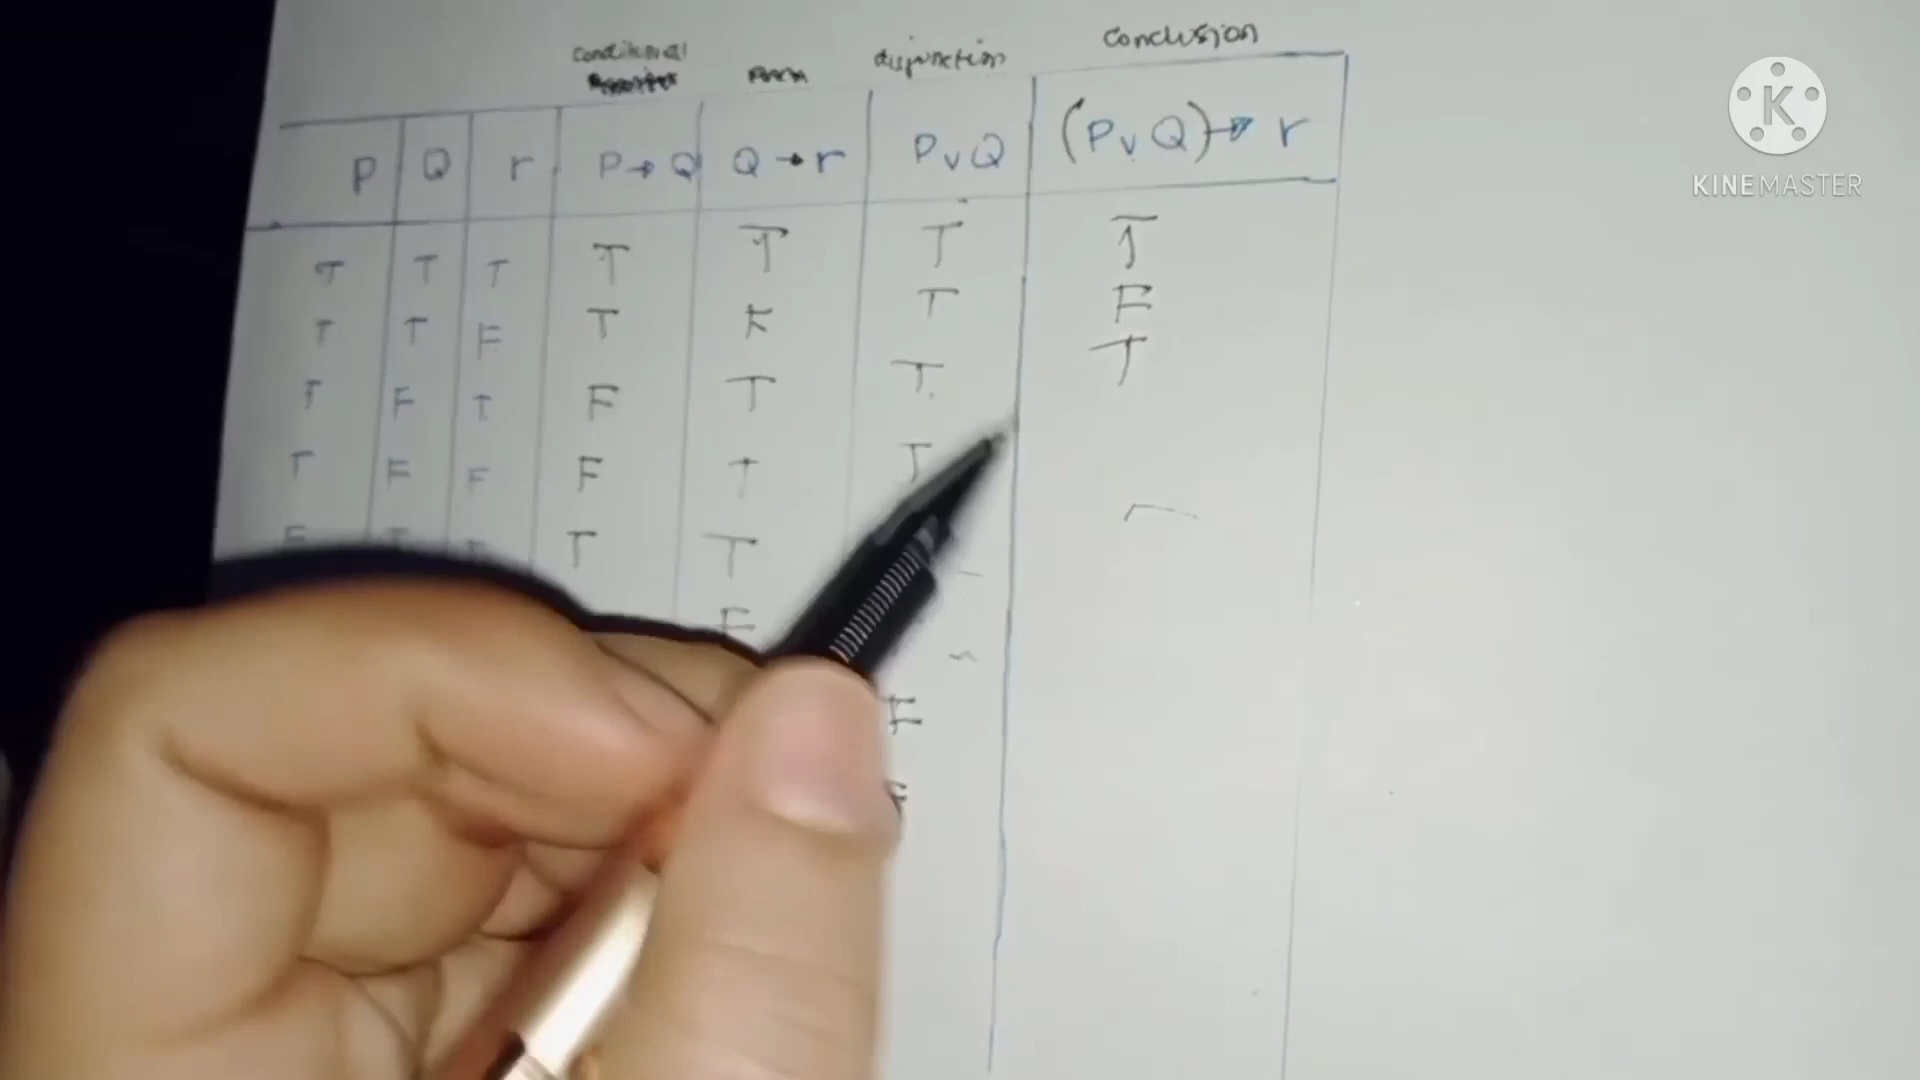 Conditional disjunction Conclusion
P Q r P→Q Q→r P∨Q (P∨Q)→r
T T T T T T T
T T F T F T F
T F T F T T T
T F F F T T
F T T T
F
F
K
KINEMASTER